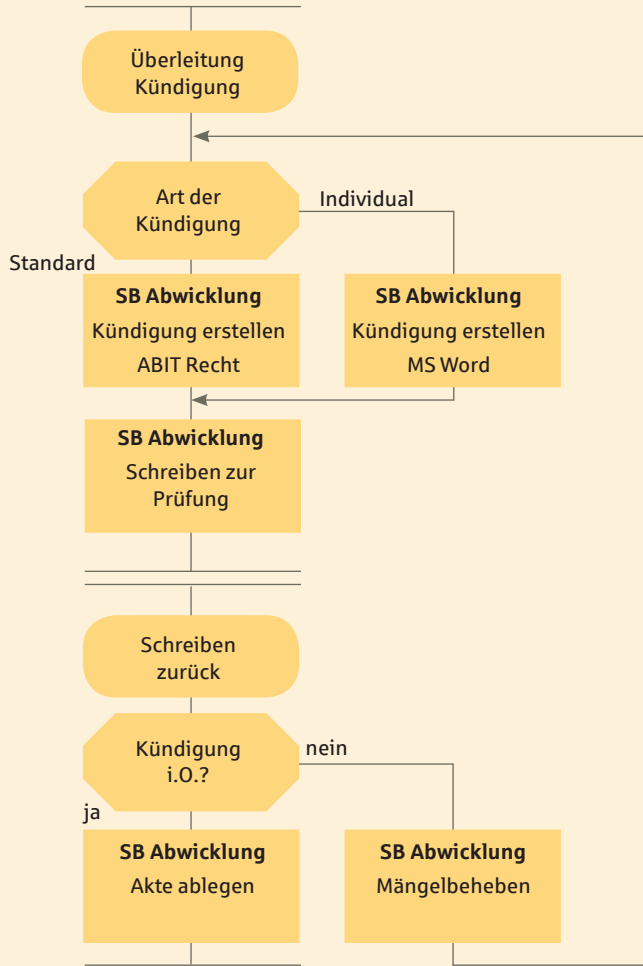 Überleitung
Kündigung
Art der
Kündigung
Individual
Standard
SB Abwicklung
Kündigung erstellen
ABIT Recht
SB Abwicklung
Kündigung erstellen
MS Word
SB Abwicklung
Schreiben zur
Prüfung
Schreiben
zurück
Kündigung
i.O.?
nein
ja
SB Abwicklung
Akte ablegen
SB Abwicklung
Mängelbeheben